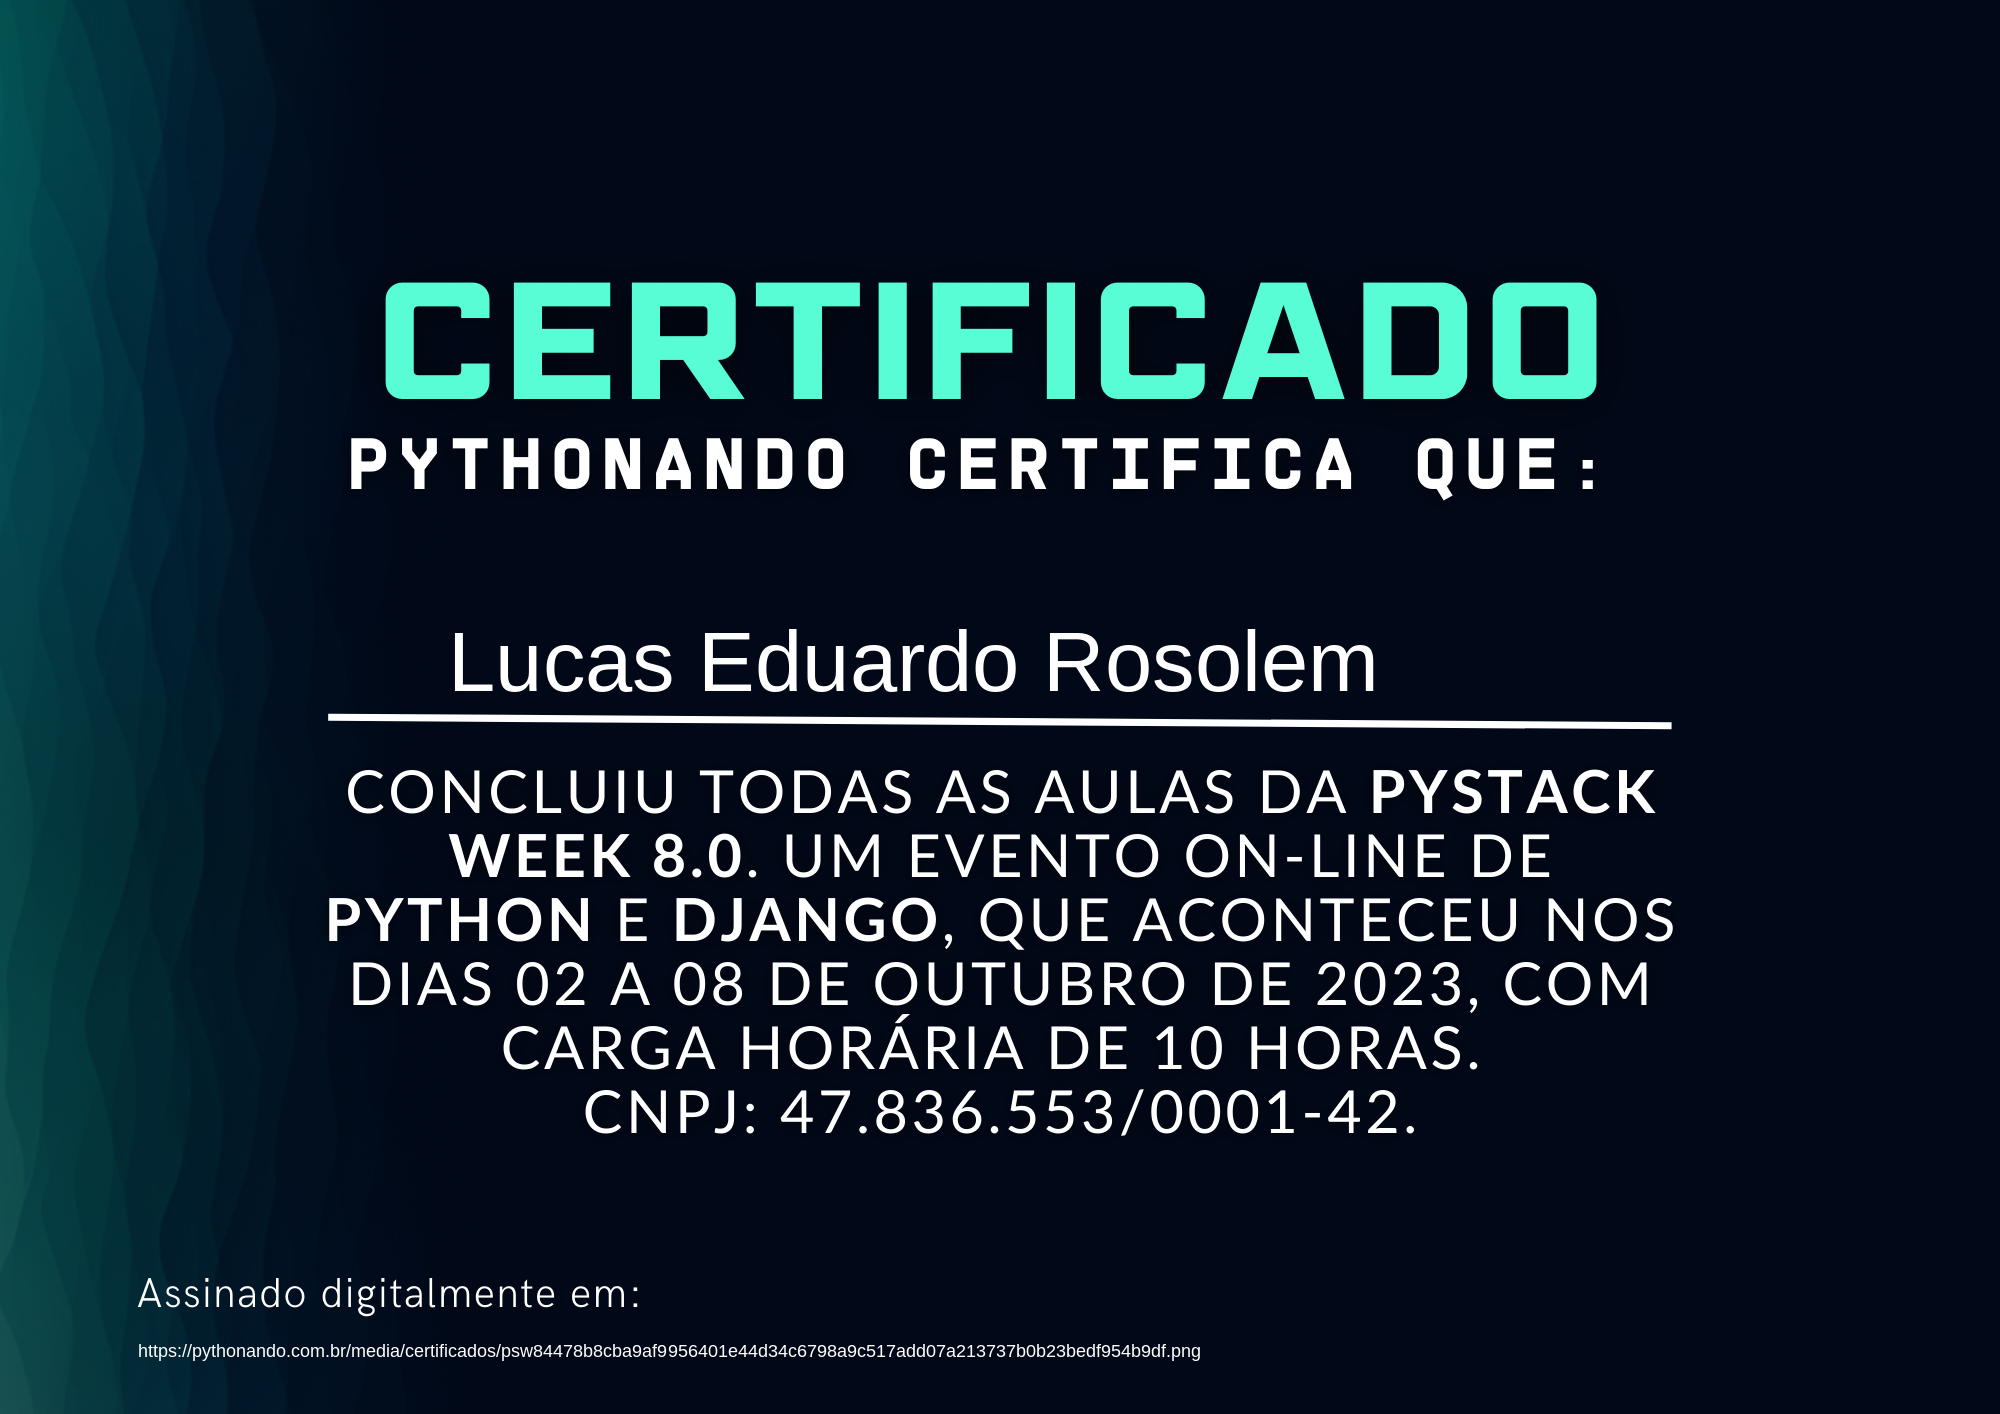 CERTIFICADO
PYTHONANDO CERTIFICA QUE:
Lucas Eduardo Rosolem
CONCLUIU TODAS AS AULAS DA PYSTACK
WEEK 8.0. UM EVENTO ON-LINE DE
PYTHON E DJANGO, QUE ACONTECEU NOS
DIAS 02 A 08 DE OUTUBRO DE 2023, COM
CARGA HORÁRIA DE 10 HORAS.
CNPJ: 47.836.553/0001-42.
Assinado digitalmente em:
https://pythonando.com.br/media/certificados/psw84478b8cba9af9956401e44d34c6798a9c517add07a213737b0b23bedf954b9df.png